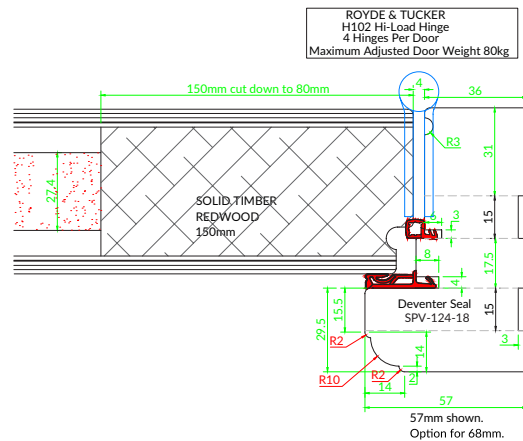 ROYDE & TUCKER
H102 Hi-Load Hinge
4 Hinges Per Door
Maximum Adjusted Door Weight 80kg
4
36
150mm cut down to 80mm
R3
31
27.4
SOLID TIMBER
REDWOOD
150mm
15
3
8
17.5
4
Deventer Seal
SPV-124-18
15
15.5
29.5
R2
14
3
R10
R2
2
14
57
57mm shown.
Option for 68mm.